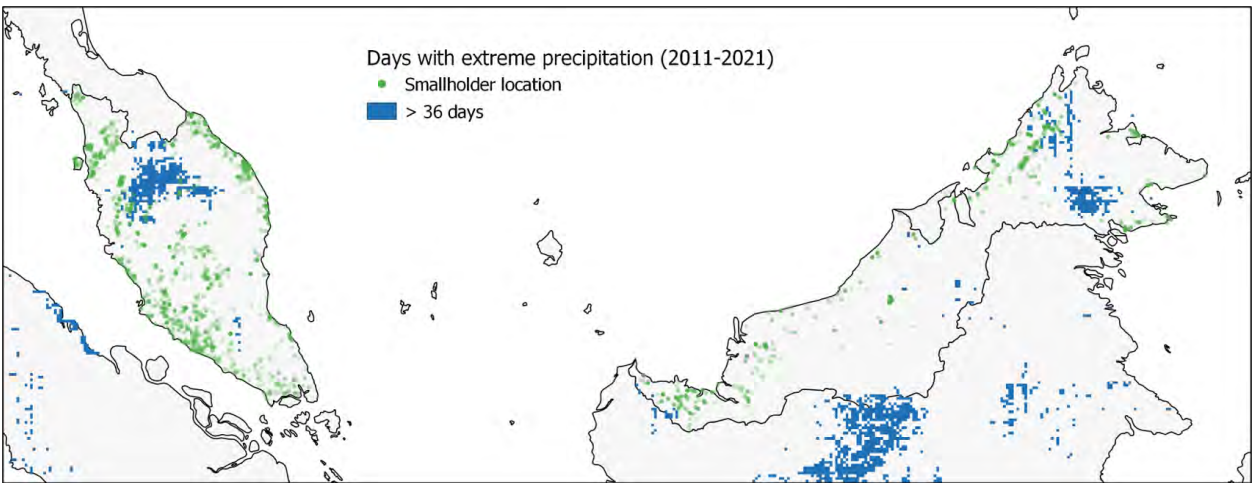 Days with extreme precipitation (2011-2021)
Smallholder location
> 36 days